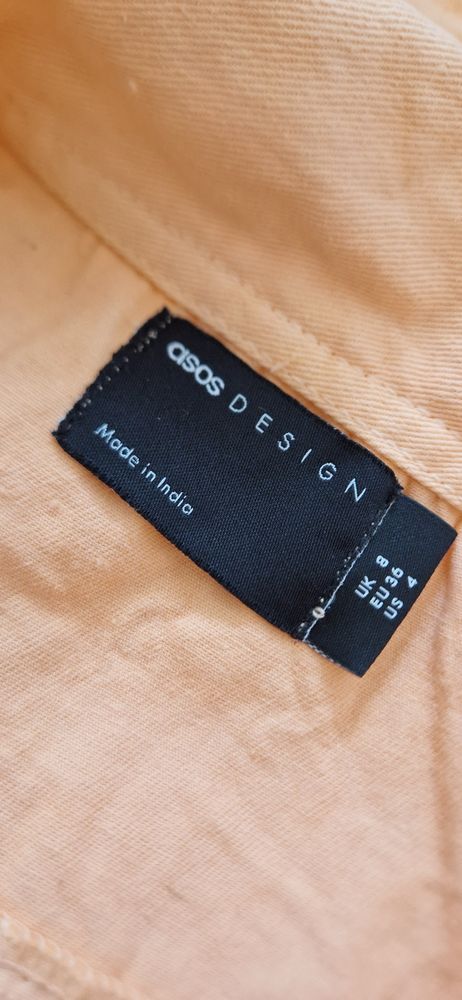 asos DESIGN
Made in India
UK 8
EU 36
US 4